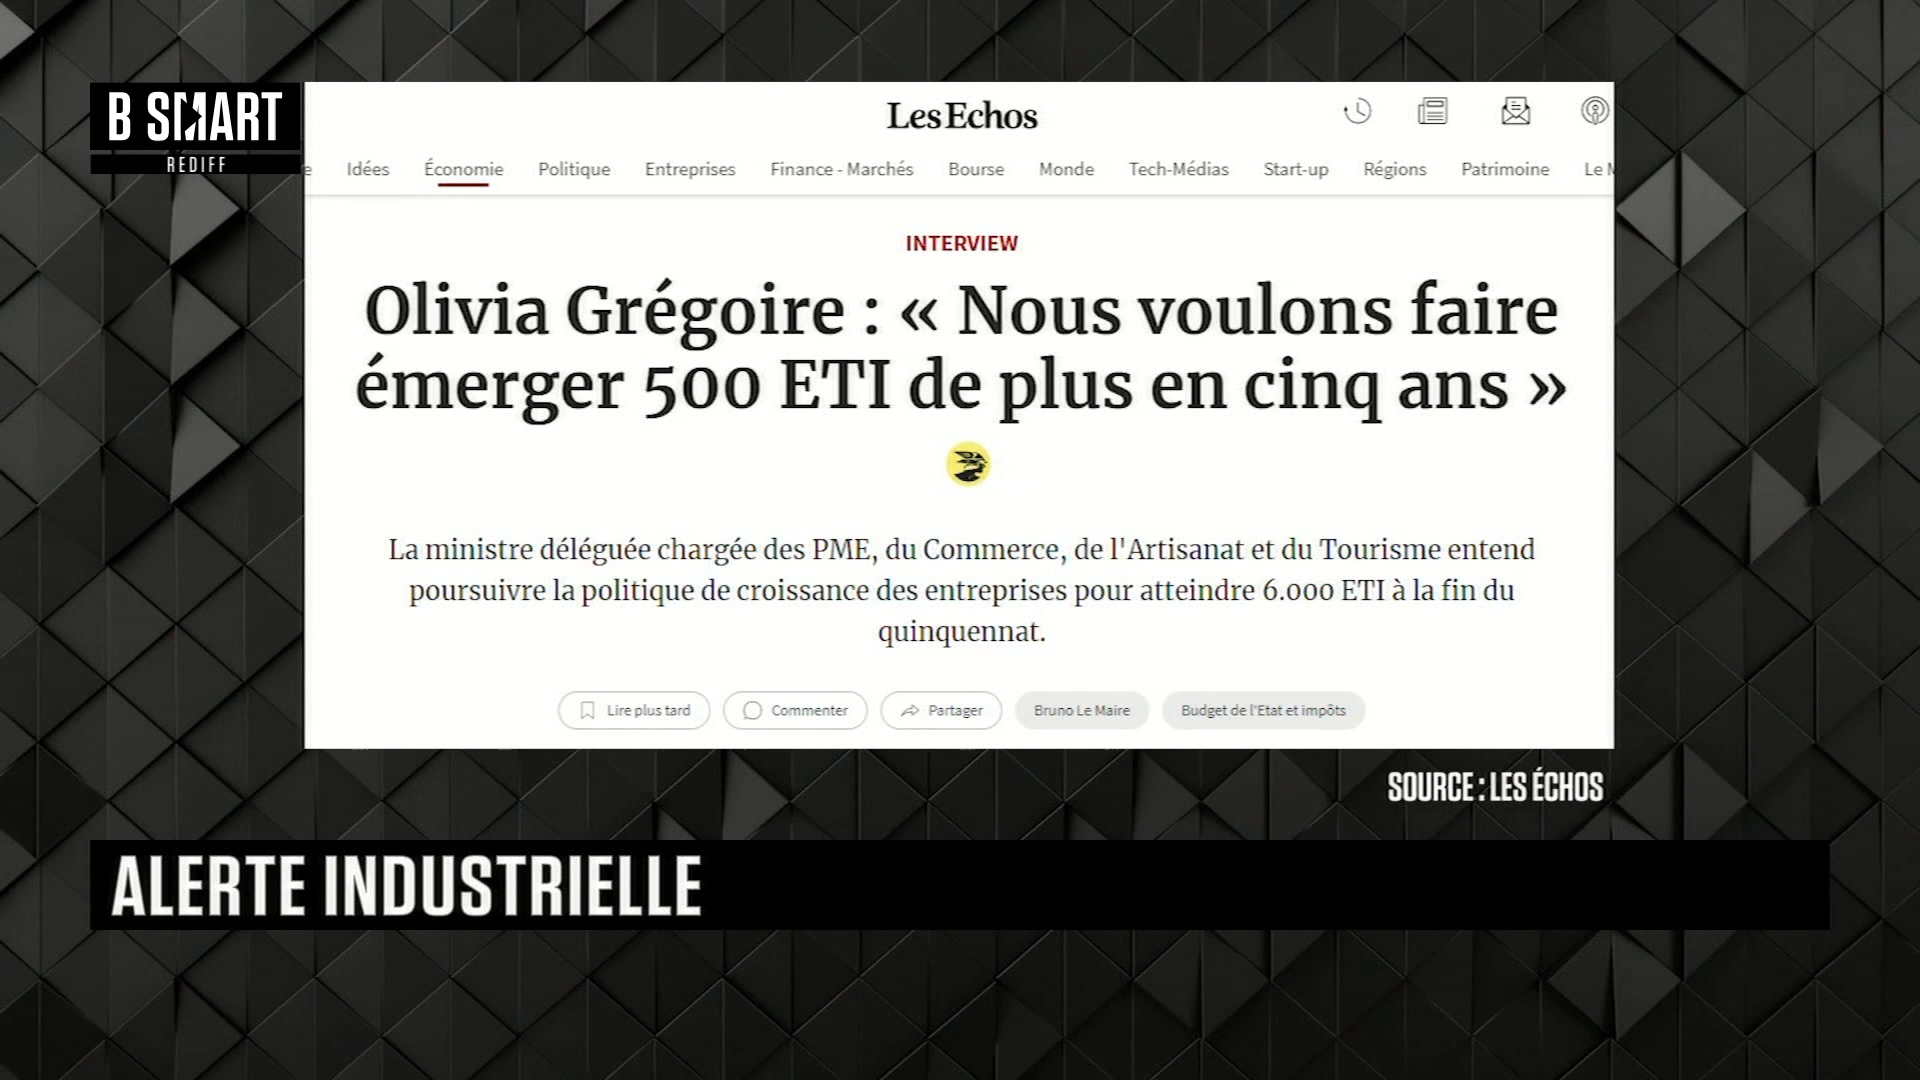 B SMART
REDIFF
Les Echos
e Idées Économie Politique Entreprises Finance - Marchés Bourse Monde Tech-Médias Start-up Régions Patrimoine Le M
INTERVIEW
Olivia Grégoire : « Nous voulons faire
émerger 500 ETI de plus en cinq ans »
La ministre déléguée chargée des PME, du Commerce, de l'Artisanat et du Tourisme entend
poursuivre la politique de croissance des entreprises pour atteindre 6.000 ETI à la fin du
quinquennat.
Lire plus tard Commenter Partager Bruno Le Maire Budget de l'Etat et impôts
SOURCE : LES ÉCHOS
ALERTE INDUSTRIELLE